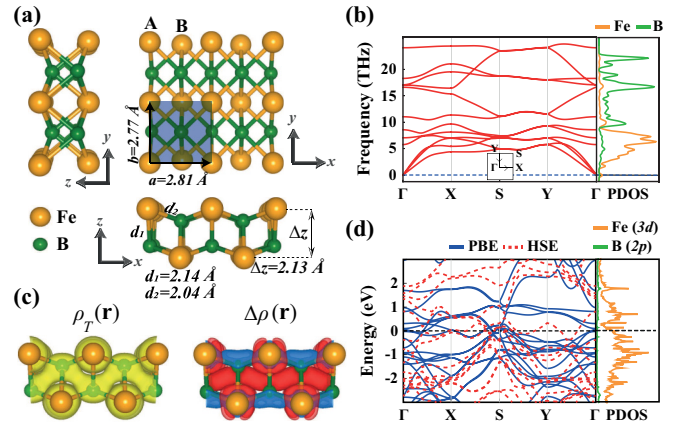 (a)
A B
b=2.77 Å
a=2.81 Å
y
z
y
x
Fe
B
z
x
d₂
d₁
Δz
Δz=2.13 Å
d₁=2.14 Å
d₂=2.04 Å
(c)
ρT(r)
Δρ(r)
(b)
Fe B
Frequency (THz)
20
15
10
5
0
Y S
Γ X
Γ X S Y Γ PDOS
(d)
PBE HSE
Fe (3d)
B (2p)
Energy (eV)
2
1
0
-1
-2
Γ X S Y Γ PDOS